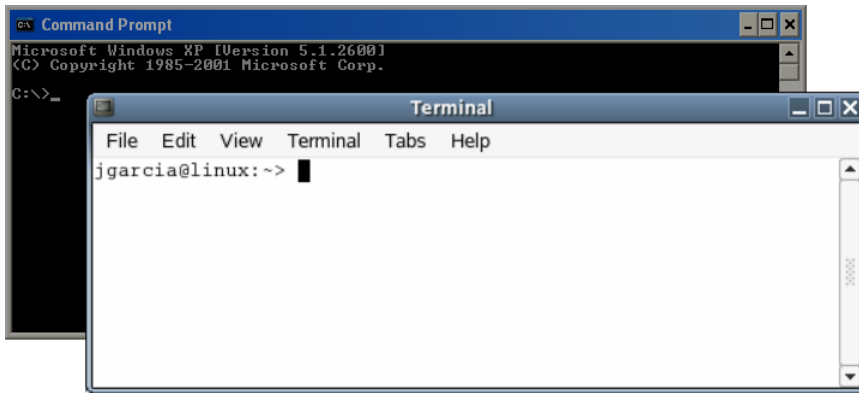 Command Prompt
Microsoft Windows XP [Version 5.1.2600]
(C) Copyright 1985-2001 Microsoft Corp.
C:\>_
Terminal
File Edit View Terminal Tabs Help
jgarcia@linux:~>